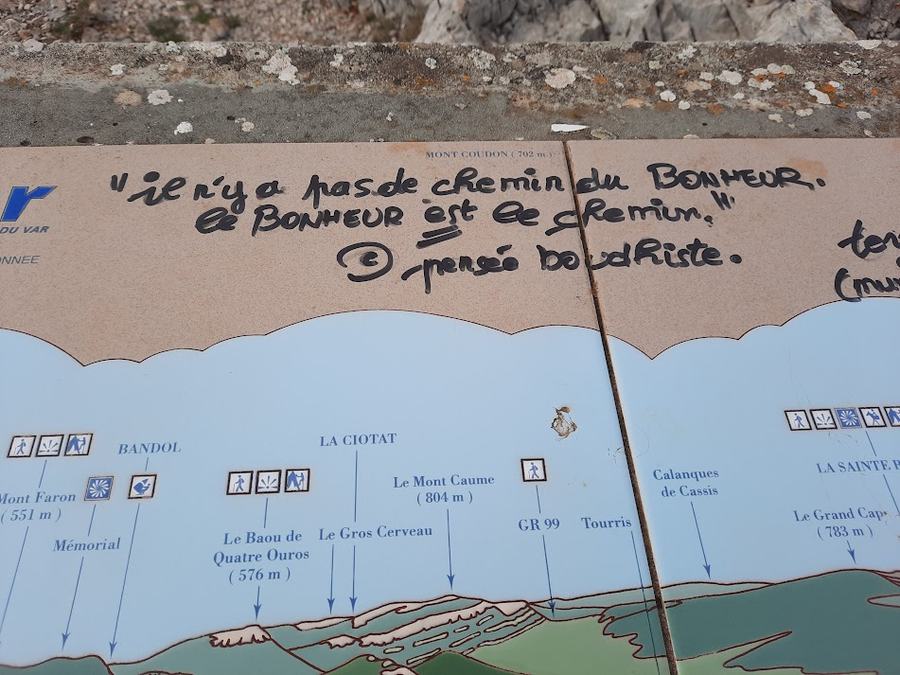 MONT COUDON ( 702 m )
"il n'y a pas de chemin du BONHEUR.
le BONHEUR est le chemin."
© pensée boudhiste.
DU VAR
BANDOL
LA CIOTAT
Mont Faron
( 551 m )
Mémorial
Le Baou de
Quatre Ouros
( 576 m )
Le Gros Cerveau
Le Mont Caume
( 804 m )
GR 99
Tourris
Calanques
de Cassis
LA SAINTE
Le Grand Cap
( 783 m )